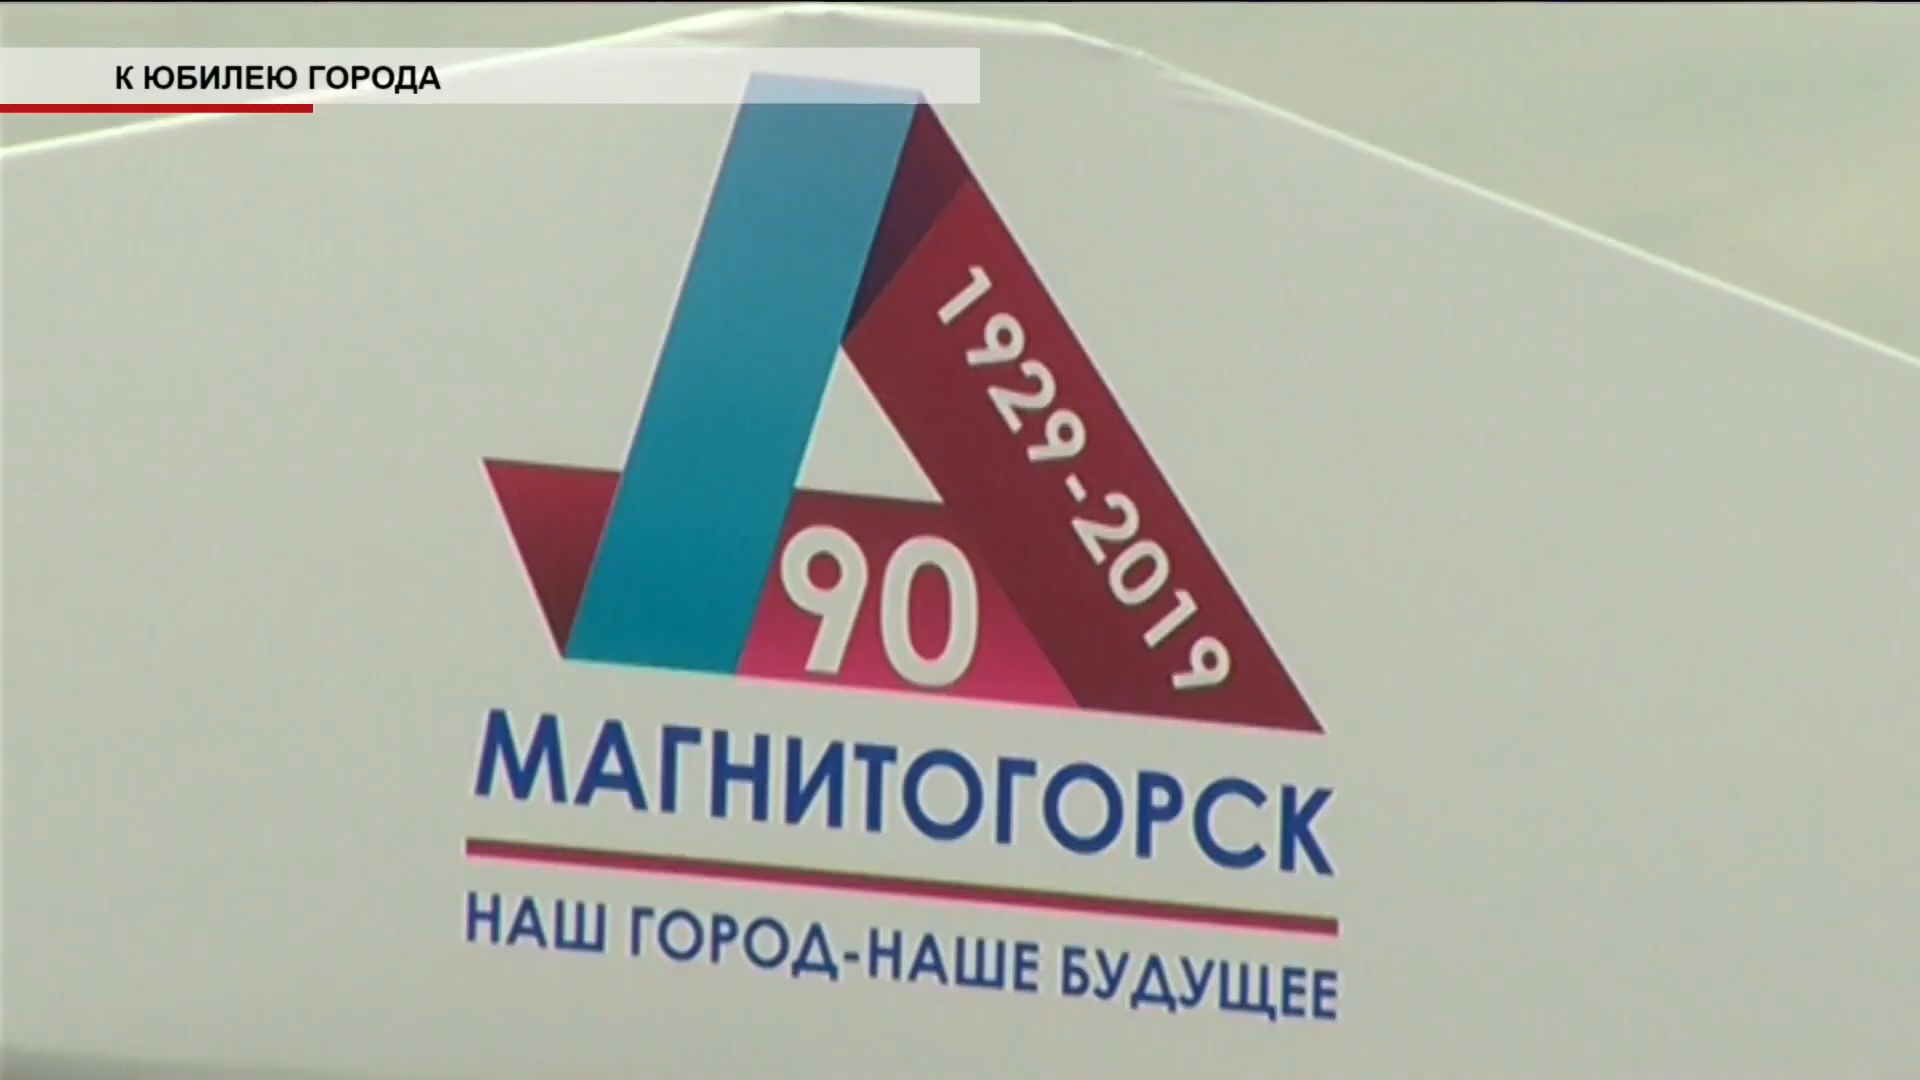 К ЮБИЛЕЮ ГОРОДА
1929-2019
90
МАГНИТОГОРСК
НАШ ГОРОД-НАШЕ БУДУЩЕЕ